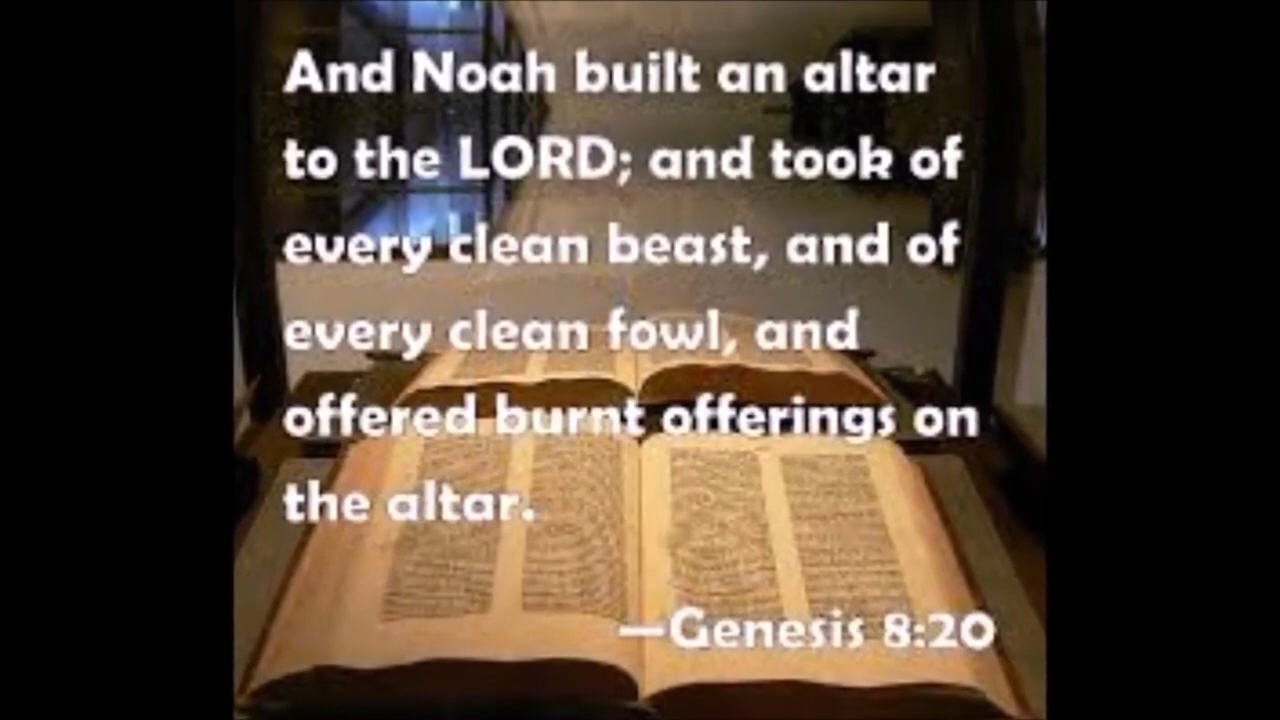 And Noah built an altar
to the LORD; and took of
every clean beast, and of
every clean fowl, and
offered burnt offerings on
the altar.
—Genesis 8:20